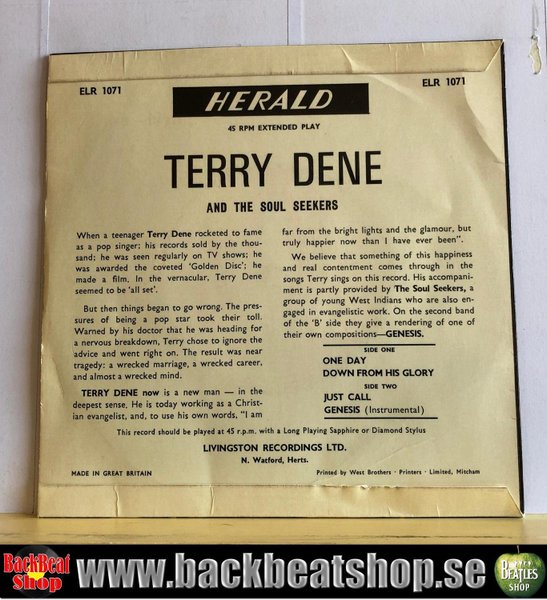 ELR 1071
ELR 1071
HERALD
45 RPM EXTENDED PLAY
TERRY DENE
AND THE SOUL SEEKERS
When a teenager Terry Dene rocketed to fame
as a pop singer; his records sold by the thou-
sand; he was seen regularly on TV shows; he
was awarded the coveted 'Golden Disc'; he
made a film. In the vernacular, Terry Dene
seemed to be 'all set'.
But then things began to go wrong. The pres-
sures of being a pop star took their toll.
Warned by his doctor that he was heading for
a nervous breakdown, Terry chose to ignore the
advice and went right on. The result was near
tragedy: a wrecked marriage, a wrecked career,
and almost a wrecked mind.
TERRY DENE now is a new man — in the
deepest sense. He is today working as a Christ-
ian evangelist, and, to use his own words, "I am
far from the bright lights and the glamour, but
truly happier now than I have ever been".
We believe that something of this happiness
and real contentment comes through in the
songs Terry sings on this record. His accompani-
ment is partly provided by The Soul Seekers, a
group of young West Indians who are also en-
gaged in evangelistic work. On the second band
of the 'B' side they give a rendering of one of
their own compositions—GENESIS.
SIDE ONE
ONE DAY
DOWN FROM HIS GLORY
SIDE TWO
JUST CALL
GENESIS (Instrumental)
This record should be played at 45 r.p.m. with a Long Playing Sapphire or Diamond Stylus
LIVINGSTON RECORDINGS LTD.
N. Watford, Herts.
MADE IN GREAT BRITAIN
Printed by West Brothers · Printers · Limited, Mitcham
BackBeat
Shop
www.backbeatshop.se
BEATLES
SHOP